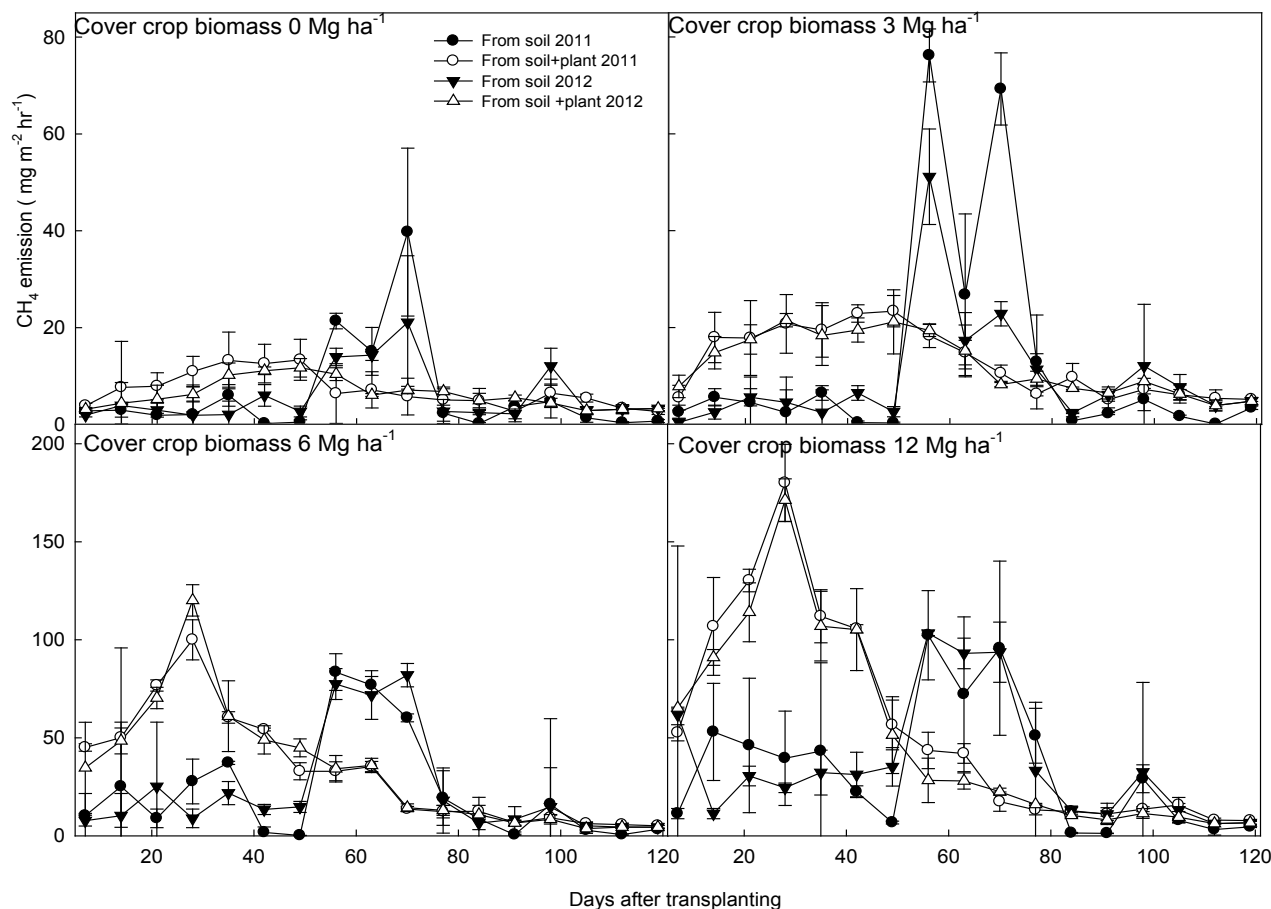 Cover crop biomass 0 Mg ha⁻¹
Cover crop biomass 3 Mg ha⁻¹
From soil 2011
From soil+plant 2011
From soil 2012
From soil +plant 2012
80
60
40
20
0
CH₄ emission ( mg m⁻² hr⁻¹)
Cover crop biomass 6 Mg ha⁻¹
Cover crop biomass 12 Mg ha⁻¹
200
150
100
50
0
20 40 60 80 100 120 20 40 60 80 100 120
Days after transplanting